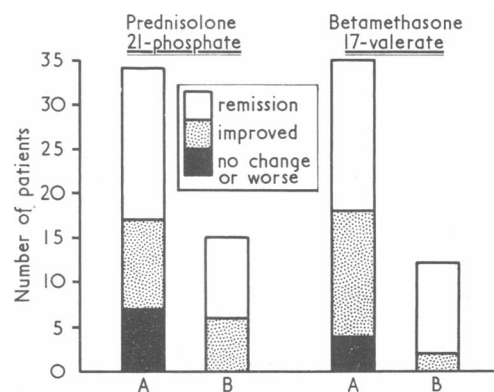 Prednisolone
21-phosphate
Betamethasone
17-valerate
remission
improved
no change
or worse
Number of patients
35
30
25
20
15
10
5
0
A
B
A
B